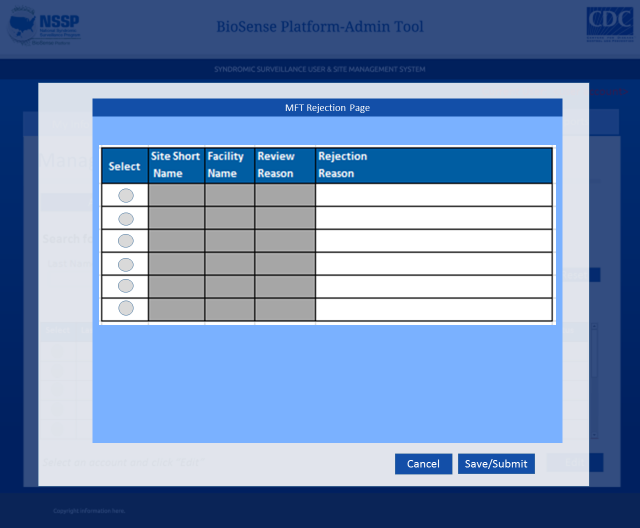 NSSP
BioSense Platform-Admin Tool
CDC
SYNDROMIC SURVEILLANCE USER & SITE MANAGEMENT SYSTEM
MFT Rejection Page
Select
Site Short Name
Facility Name
Review Reason
Rejection Reason
Cancel
Save/Submit
Copyright information here.